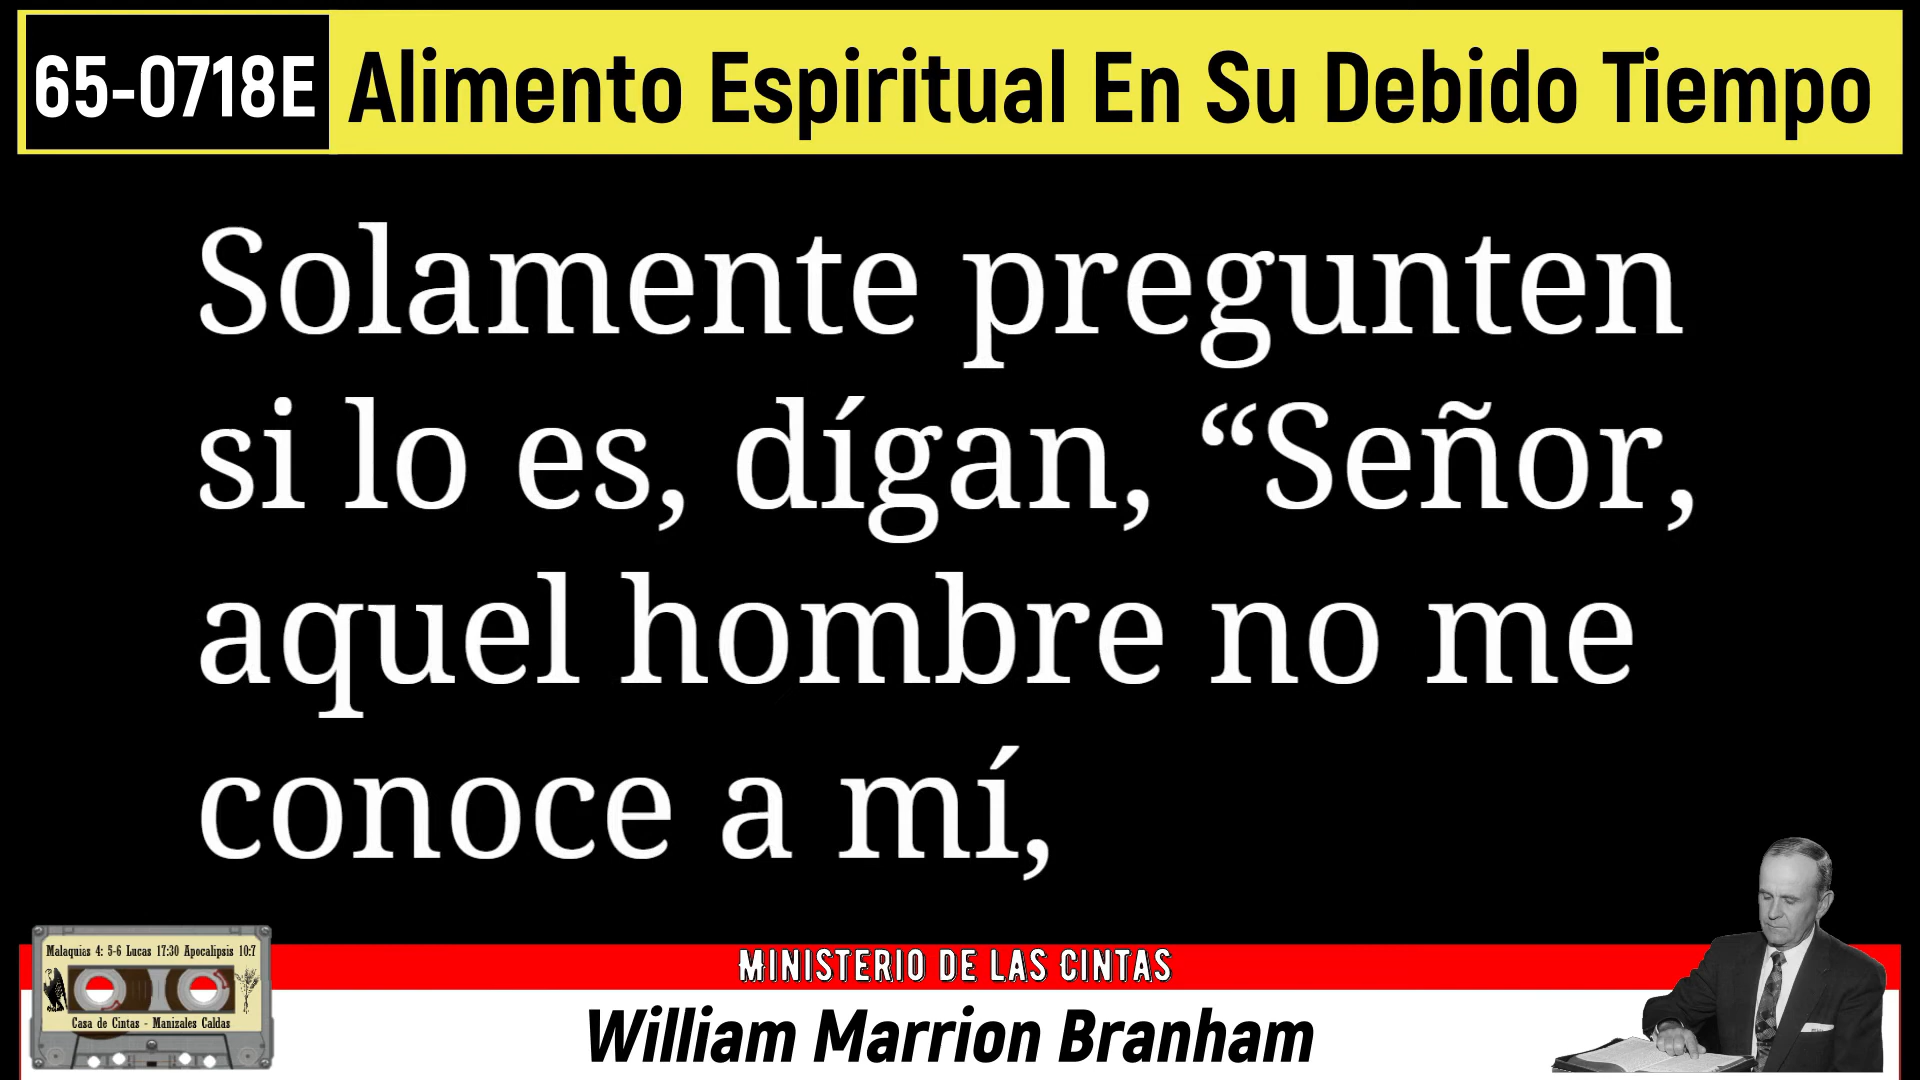 65-0718E Alimento Espiritual En Su Debido Tiempo
Solamente pregunten
si lo es, dígan, “Señor,
aquel hombre no me
conoce a mí,
Malaquias 4: 5-6 Lucas 17:30 Apocalipsis 10:7
Casa de Cintas - Manizales Caldas
MINISTERIO DE LAS CINTAS
William Marrion Branham